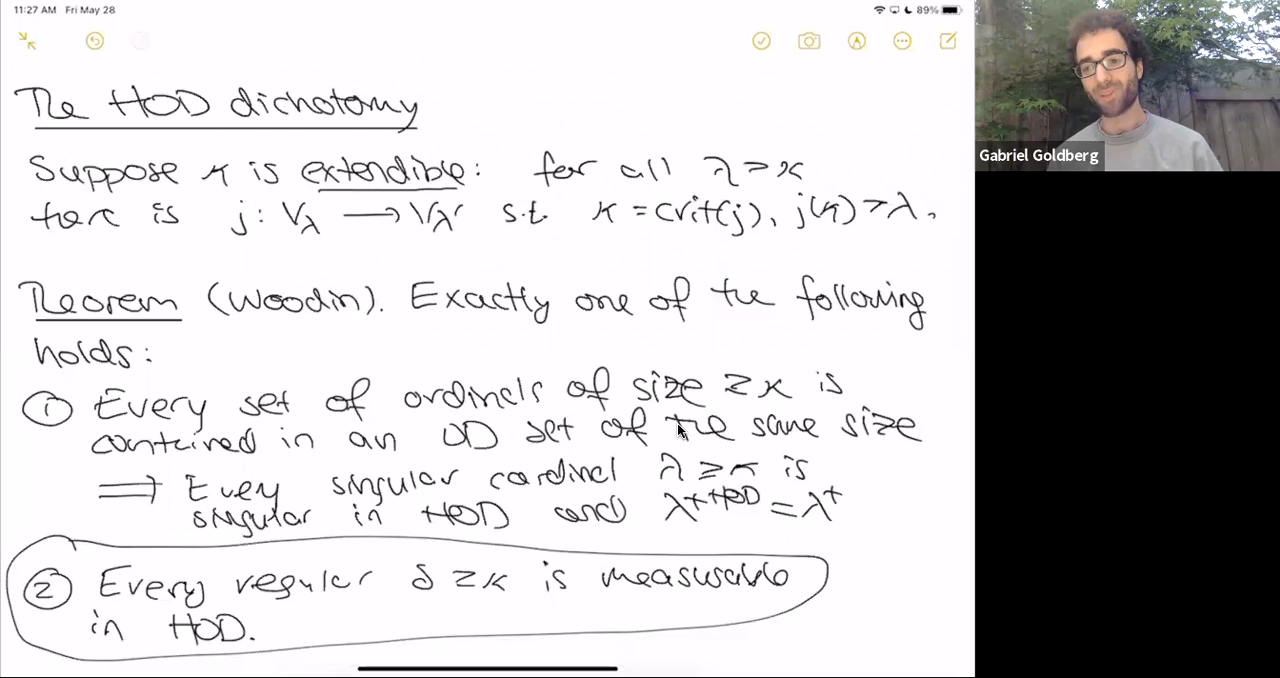 11:27 AM Fri May 28
89%
The HOD dichotomy
Suppose κ is extendible: for all λ > κ
there is j: Vλ → Vλ' s.t. κ = crit(j), j(κ) > λ.
Theorem (Woodin). Exactly one of the following
holds:
① Every set of ordinals of size ≥ κ is
contained in an OD set of the same size
⇒ Every singular cardinal λ ≥ κ is
singular in HOD and λ⁺ᴴᴼᴰ = λ⁺
② Every regular δ ≥ κ is measurable
in HOD.
Gabriel Goldberg